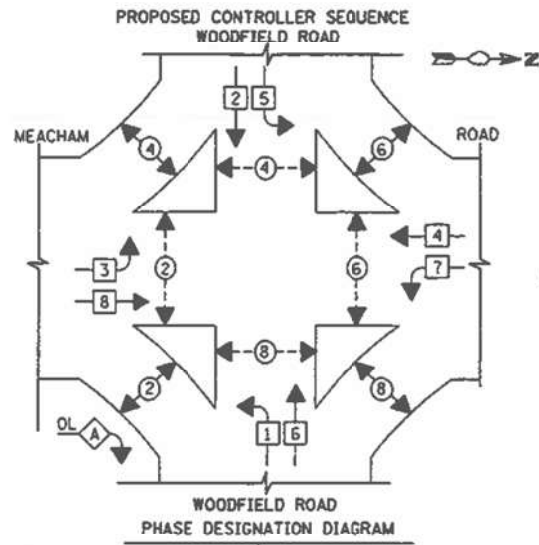 PROPOSED CONTROLLER SEQUENCE
WOODFIELD ROAD
N
2 5
MEACHAM
ROAD
4
6
4
4
3
2
6
7
8
8
2
8
OL A
1 6
WOODFIELD ROAD
PHASE DESIGNATION DIAGRAM